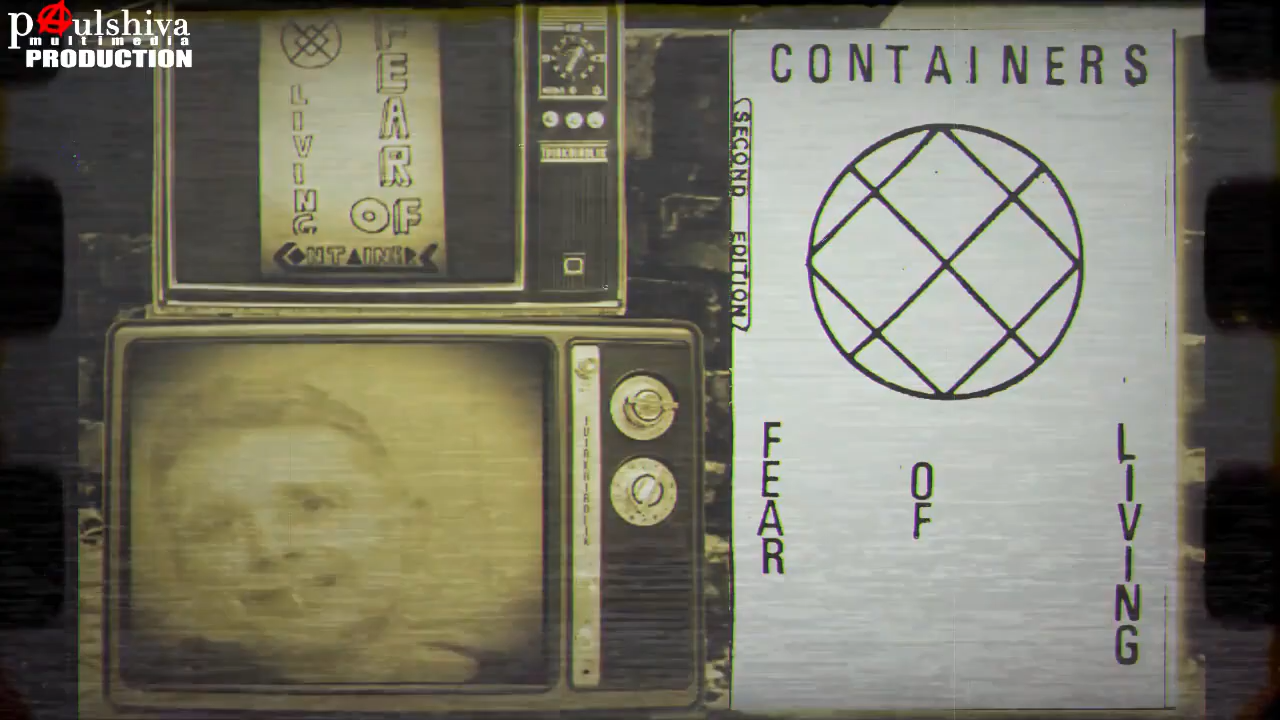 pAulshiva
multimedia
PRODUCTION
FEAR
OF
LIVING
CONTAINERS
CONTAINERS
SECOND EDITION
FEAR
OF
LIVING